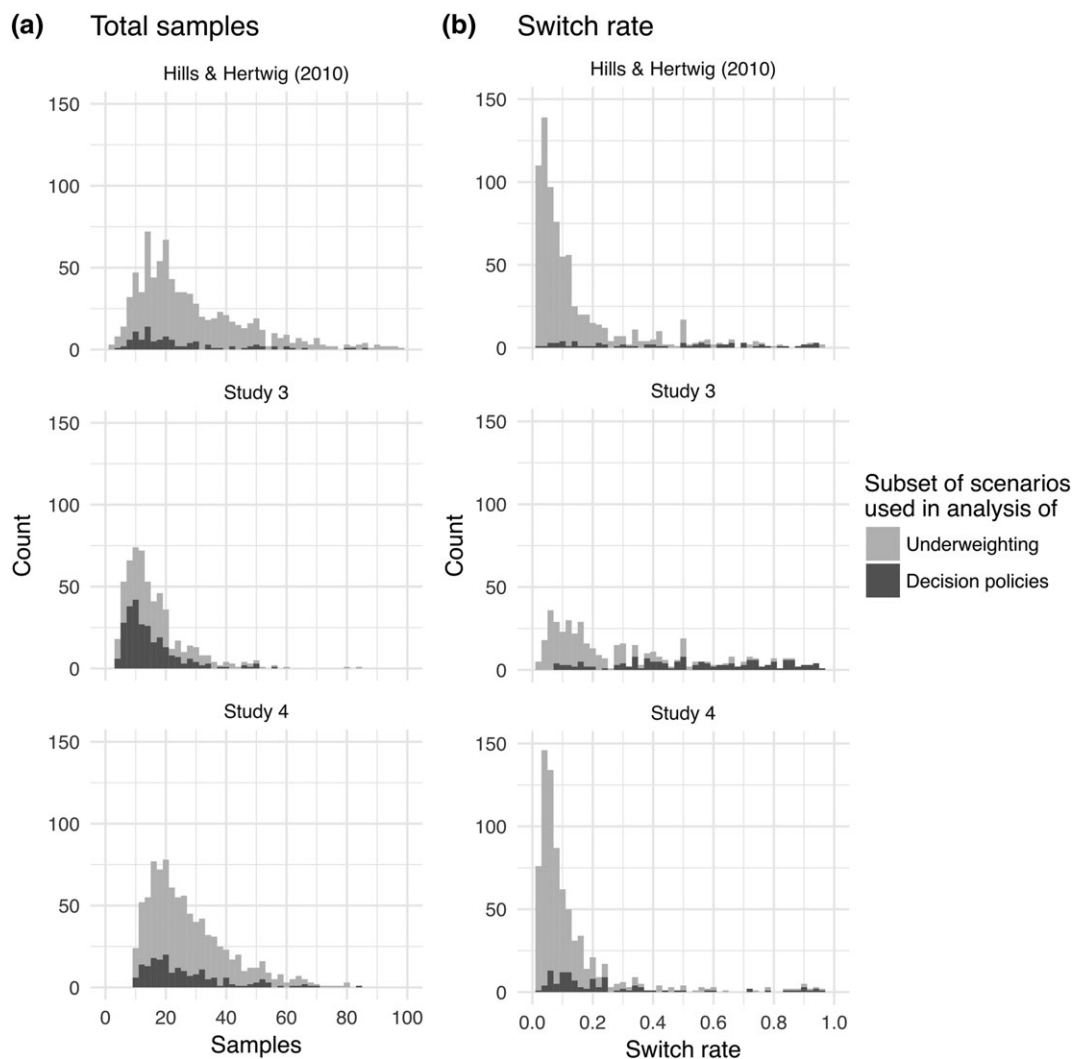 (a) Total samples
(b) Switch rate
Hills & Hertwig (2010)
150
100
50
0
Study 3
150
100
50
0
Study 4
150
100
50
0
0 20 40 60 80 100
Samples
Count
Hills & Hertwig (2010)
150
100
50
0
Study 3
150
100
50
0
Study 4
150
100
50
0
0.0 0.2 0.4 0.6 0.8 1.0
Switch rate
Count
Subset of scenarios
used in analysis of
Underweighting
Decision policies